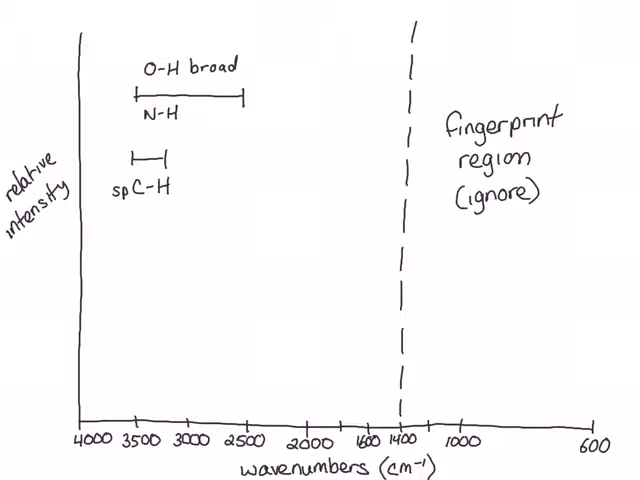 O-H broad
N-H
sp C-H
relative
intensity
fingerprint
region
(ignore)
4000 3500 3000 2500 2000 1600 1400 1000 600
wavenumbers (cm⁻¹)